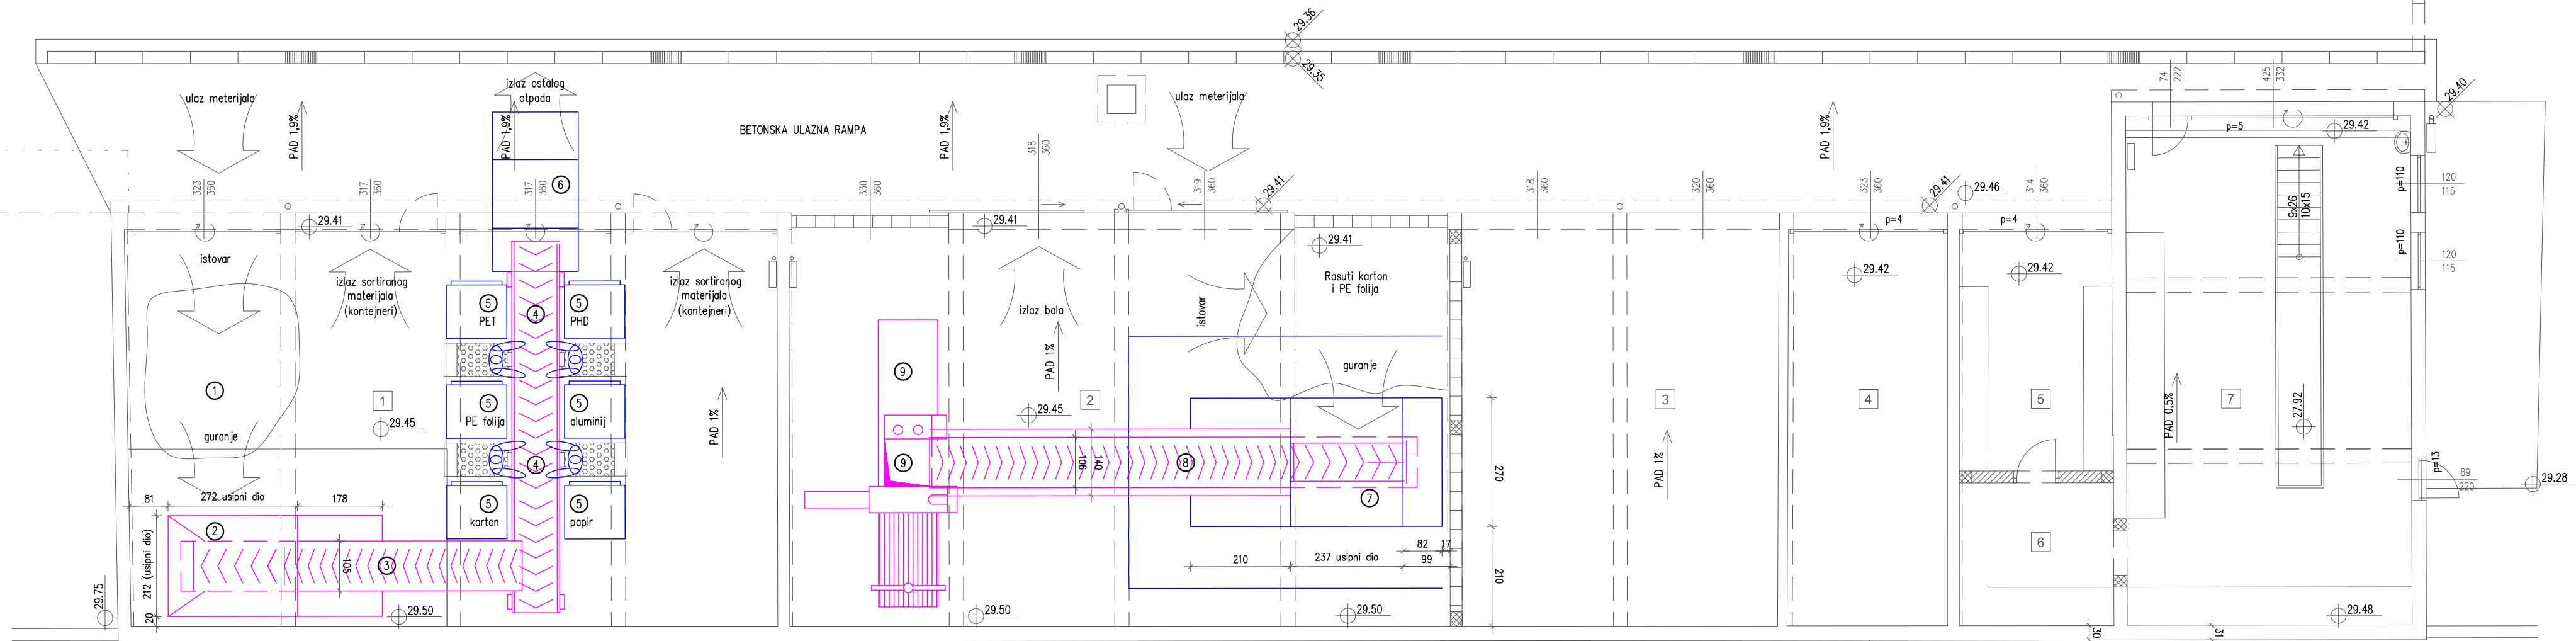 29.36
29.35
29.40
ulaz meterijala
izlaz ostalog
otpada
ulaz meterijala
BETONSKA ULAZNA RAMPA
PAD 1,9%
PAD 1,9%
PAD 1,9%
PAD 1,9%
74
222
425
332
29.42
p=5
6
323
360
317
360
317
360
330
360
318
360
319
360
318
360
320
360
323
360
314
360
29.41
29.41
29.41
29.41
29.41
29.46
p=4
p=4
p=110
120
115
p=110
120
115
9x26
10x15
istovar
izlaz sortiranog
materijala
(kontejneri)
izlaz sortiranog
materijala
(kontejneri)
5
PET
5
PHD
4
izlaz bala
istovar
Rasuti karton
i PE folija
29.42
29.42
1
1
29.45
guranje
5
PE folija
5
aluminij
4
5
karton
5
papir
PAD 1%
9
9
PAD 1%
29.45
2
guranje
8
7
106
140
270
210
3
PAD 1%
4
5
6
7
PAD 0,5%
27.92
p=13
89
220
29.28
81
272 usipni dio
178
2
3
105
212 (usipni dio)
20
29.75
29.50
29.50
29.50
210
237 usipni dio
82
17
99
29.48
30
31